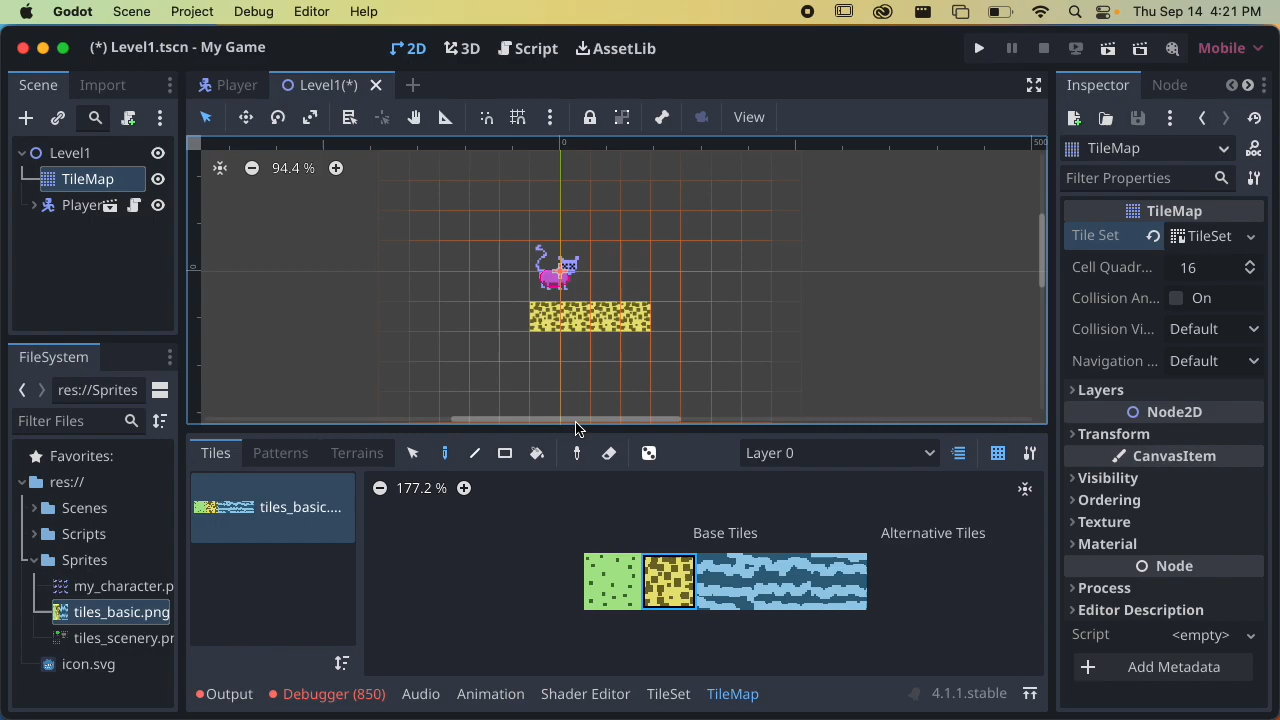 Godot Scene Project Debug Editor Help Thu Sep 14 4:21 PM
(*) Level1.tscn - My Game 2D 3D Script AssetLib Mobile
Scene Import Player Level1(*) Inspector Node
View
Level1
TileMap
Player
94.4 %
0
500
0
TileMap
Filter Properties
TileMap
Tile Set TileSet
Cell Quadr... 16
Collision An... On
Collision Vi... Default
Navigation ... Default
Layers
Node2D
Transform
CanvasItem
Visibility
Ordering
Texture
Material
Node
Process
Editor Description
Script <empty>
Add Metadata
FileSystem
res://Sprites
Filter Files
Favorites:
res://
Scenes
Scripts
Sprites
my_character.p
tiles_basic.png
tiles_scenery.pr
icon.svg
Tiles Patterns Terrains Layer 0
tiles_basic....
177.2 %
Base Tiles Alternative Tiles
Output Debugger (850) Audio Animation Shader Editor TileSet TileMap 4.1.1.stable